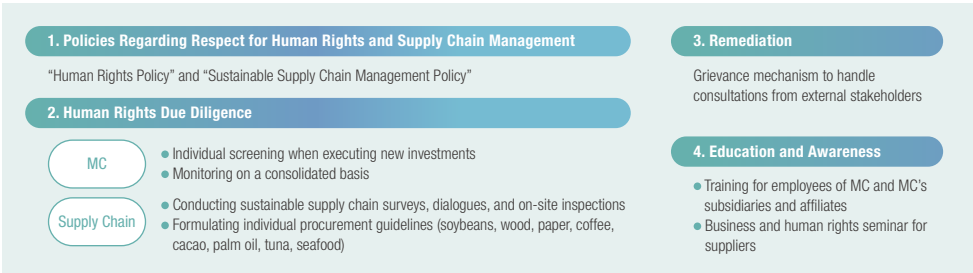 1. Policies Regarding Respect for Human Rights and Supply Chain Management
“Human Rights Policy” and “Sustainable Supply Chain Management Policy”
2. Human Rights Due Diligence
MC
● Individual screening when executing new investments
● Monitoring on a consolidated basis
Supply Chain
● Conducting sustainable supply chain surveys, dialogues, and on-site inspections
● Formulating individual procurement guidelines (soybeans, wood, paper, coffee,
cacao, palm oil, tuna, seafood)
3. Remediation
Grievance mechanism to handle
consultations from external stakeholders
4. Education and Awareness
● Training for employees of MC and MC’s
subsidiaries and affiliates
● Business and human rights seminar for
suppliers